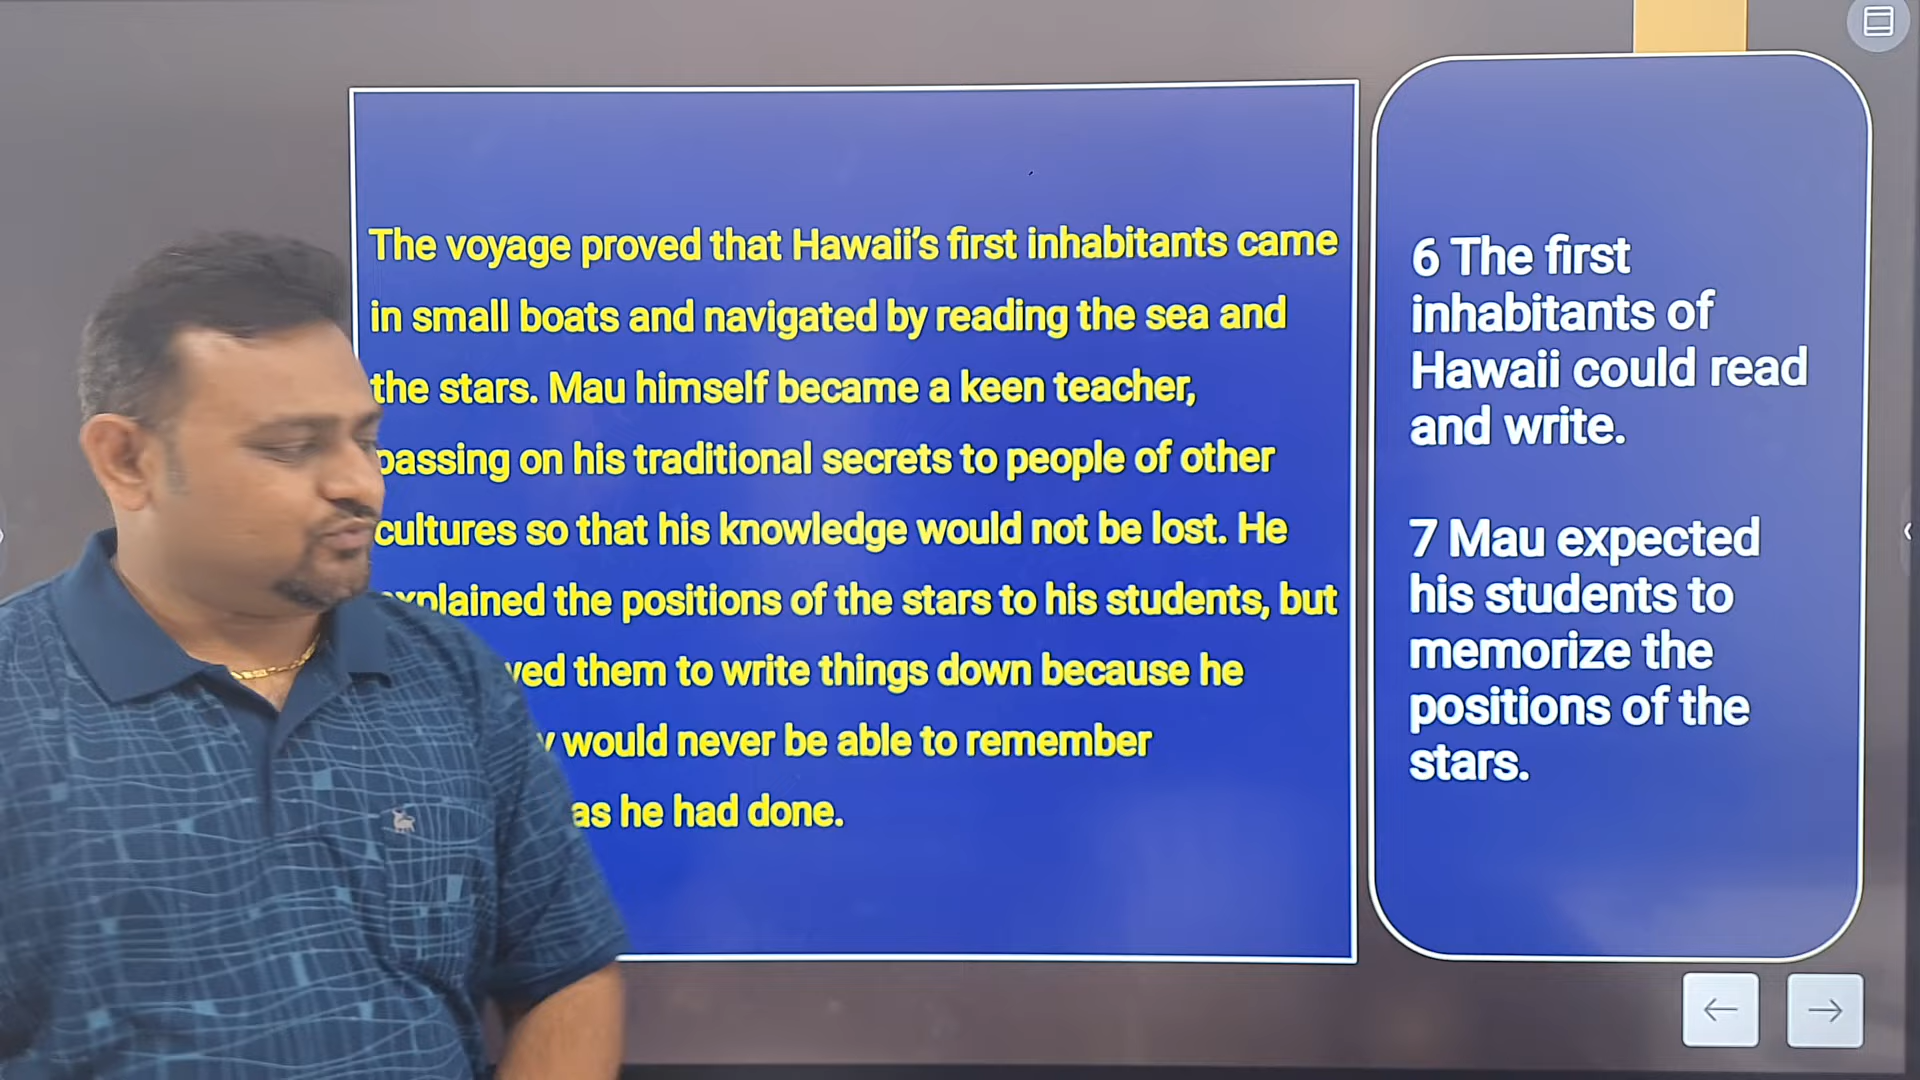 The voyage proved that Hawaii's first inhabitants came
in small boats and navigated by reading the sea and
the stars. Mau himself became a keen teacher,
passing on his traditional secrets to people of other
cultures so that his knowledge would not be lost. He
explained the positions of the stars to his students, but
them to write things down because he
would never be able to remember
as he had done.
6 The first
inhabitants of
Hawaii could read
and write.
7 Mau expected
his students to
memorize the
positions of the
stars.